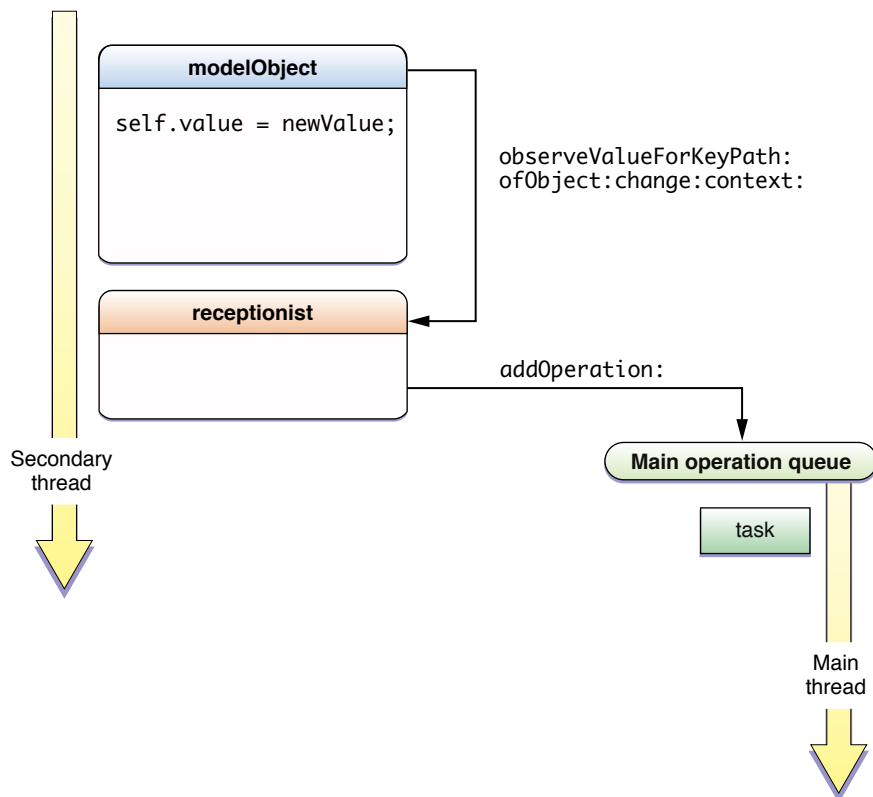 modelObject
self.value = newValue;
observeValueForKeyPath:
ofObject:change:context:
receptionist
addOperation:
Secondary
thread
Main operation queue
task
Main
thread